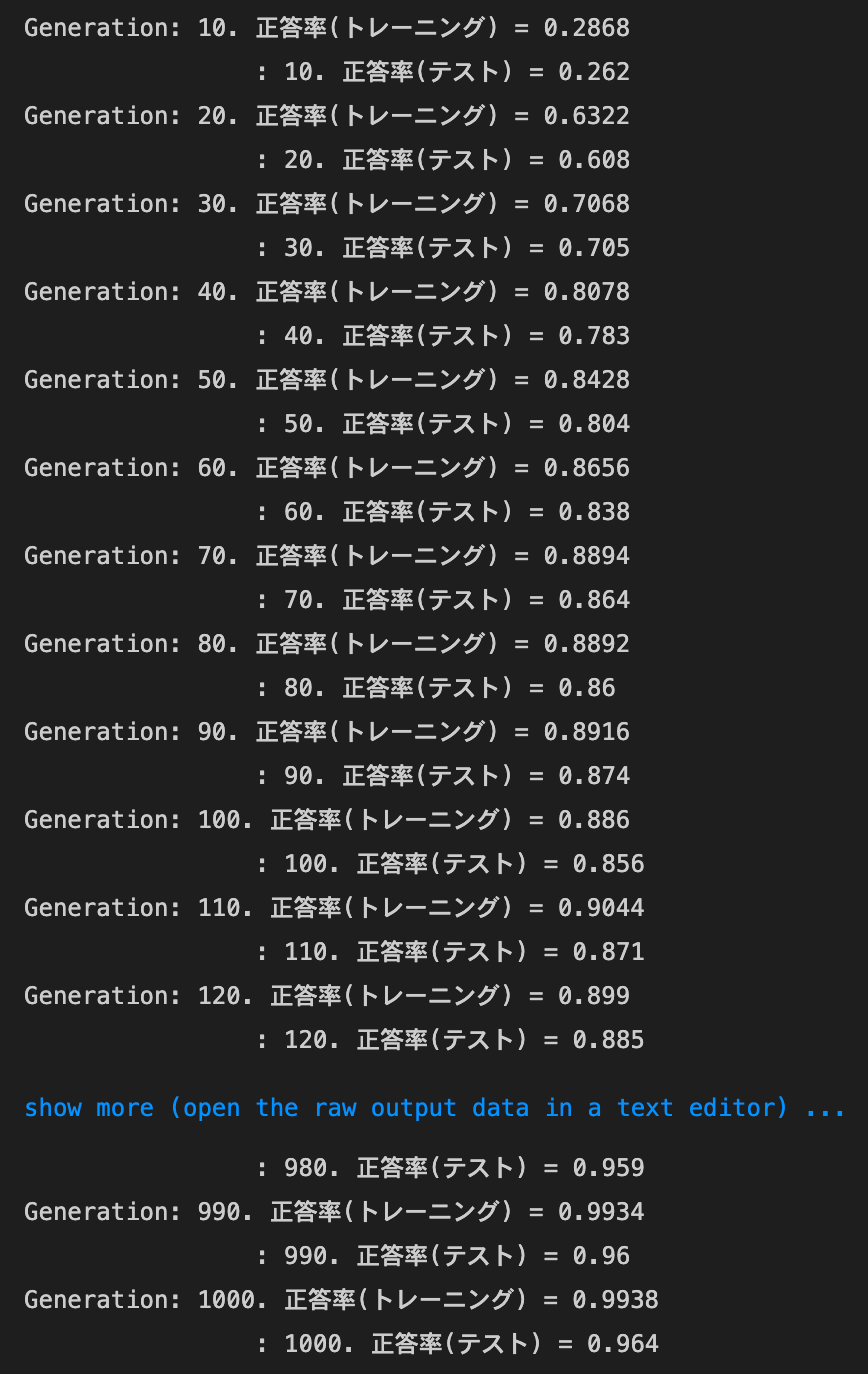 Generation: 10. 正答率(トレーニング) = 0.2868
: 10. 正答率(テスト) = 0.262
Generation: 20. 正答率(トレーニング) = 0.6322
: 20. 正答率(テスト) = 0.608
Generation: 30. 正答率(トレーニング) = 0.7068
: 30. 正答率(テスト) = 0.705
Generation: 40. 正答率(トレーニング) = 0.8078
: 40. 正答率(テスト) = 0.783
Generation: 50. 正答率(トレーニング) = 0.8428
: 50. 正答率(テスト) = 0.804
Generation: 60. 正答率(トレーニング) = 0.8656
: 60. 正答率(テスト) = 0.838
Generation: 70. 正答率(トレーニング) = 0.8894
: 70. 正答率(テスト) = 0.864
Generation: 80. 正答率(トレーニング) = 0.8892
: 80. 正答率(テスト) = 0.86
Generation: 90. 正答率(トレーニング) = 0.8916
: 90. 正答率(テスト) = 0.874
Generation: 100. 正答率(トレーニング) = 0.886
: 100. 正答率(テスト) = 0.856
Generation: 110. 正答率(トレーニング) = 0.9044
: 110. 正答率(テスト) = 0.871
Generation: 120. 正答率(トレーニング) = 0.899
: 120. 正答率(テスト) = 0.885
show more (open the raw output data in a text editor) ...
: 980. 正答率(テスト) = 0.959
Generation: 990. 正答率(トレーニング) = 0.9934
: 990. 正答率(テスト) = 0.96
Generation: 1000. 正答率(トレーニング) = 0.9938
: 1000. 正答率(テスト) = 0.964